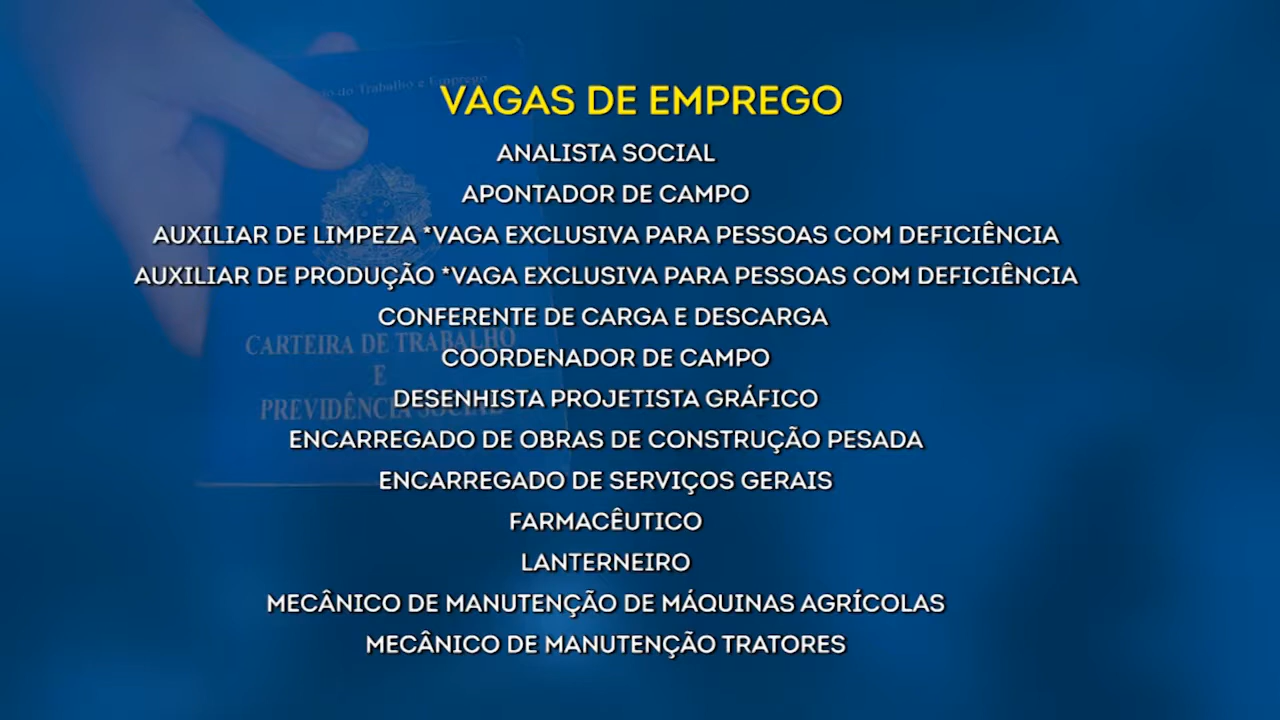 do Trabalho e Emprego
VAGAS DE EMPREGO
ANALISTA SOCIAL
APONTADOR DE CAMPO
AUXILIAR DE LIMPEZA *VAGA EXCLUSIVA PARA PESSOAS COM DEFICIÊNCIA
AUXILIAR DE PRODUÇÃO *VAGA EXCLUSIVA PARA PESSOAS COM DEFICIÊNCIA
CONFERENTE DE CARGA E DESCARGA
CARTEIRA DE TRABALHO
COORDENADOR DE CAMPO
E
DESENHISTA PROJETISTA GRÁFICO
PREVIDÊNCIA SOCIAL
ENCARREGADO DE OBRAS DE CONSTRUÇÃO PESADA
ENCARREGADO DE SERVIÇOS GERAIS
FARMACÊUTICO
LANTERNEIRO
MECÂNICO DE MANUTENÇÃO DE MÁQUINAS AGRÍCOLAS
MECÂNICO DE MANUTENÇÃO TRATORES